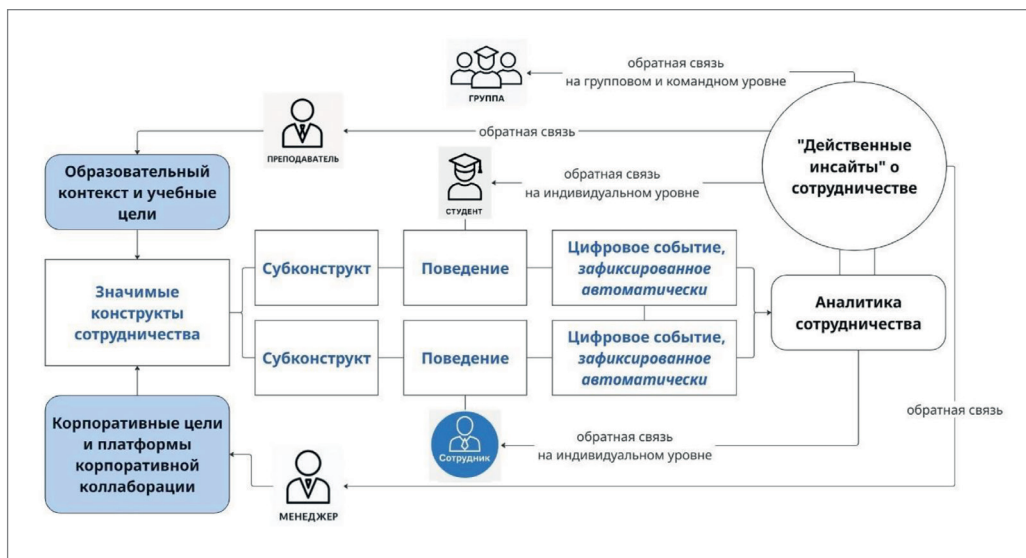 обратная связь
на групповом и командном уровне
ГРУППА
ПРЕПОДАВАТЕЛЬ
обратная связь
"Действенные
инсайты" о
сотрудничестве
Образовательный
контекст и учебные
цели
СТУДЕНТ
обратная связь
на индивидуальном уровне
Значимые
конструкты
сотрудничества
Субконструкт
Поведение
Цифровое событие,
зафиксированное
автоматически
Субконструкт
Поведение
Цифровое событие,
зафиксированное
автоматически
Аналитика
сотрудничества
Корпоративные цели
и платформы
корпоративной
коллаборации
МЕНЕДЖЕР
Сотрудник
обратная связь
на индивидуальном уровне
обратная связь